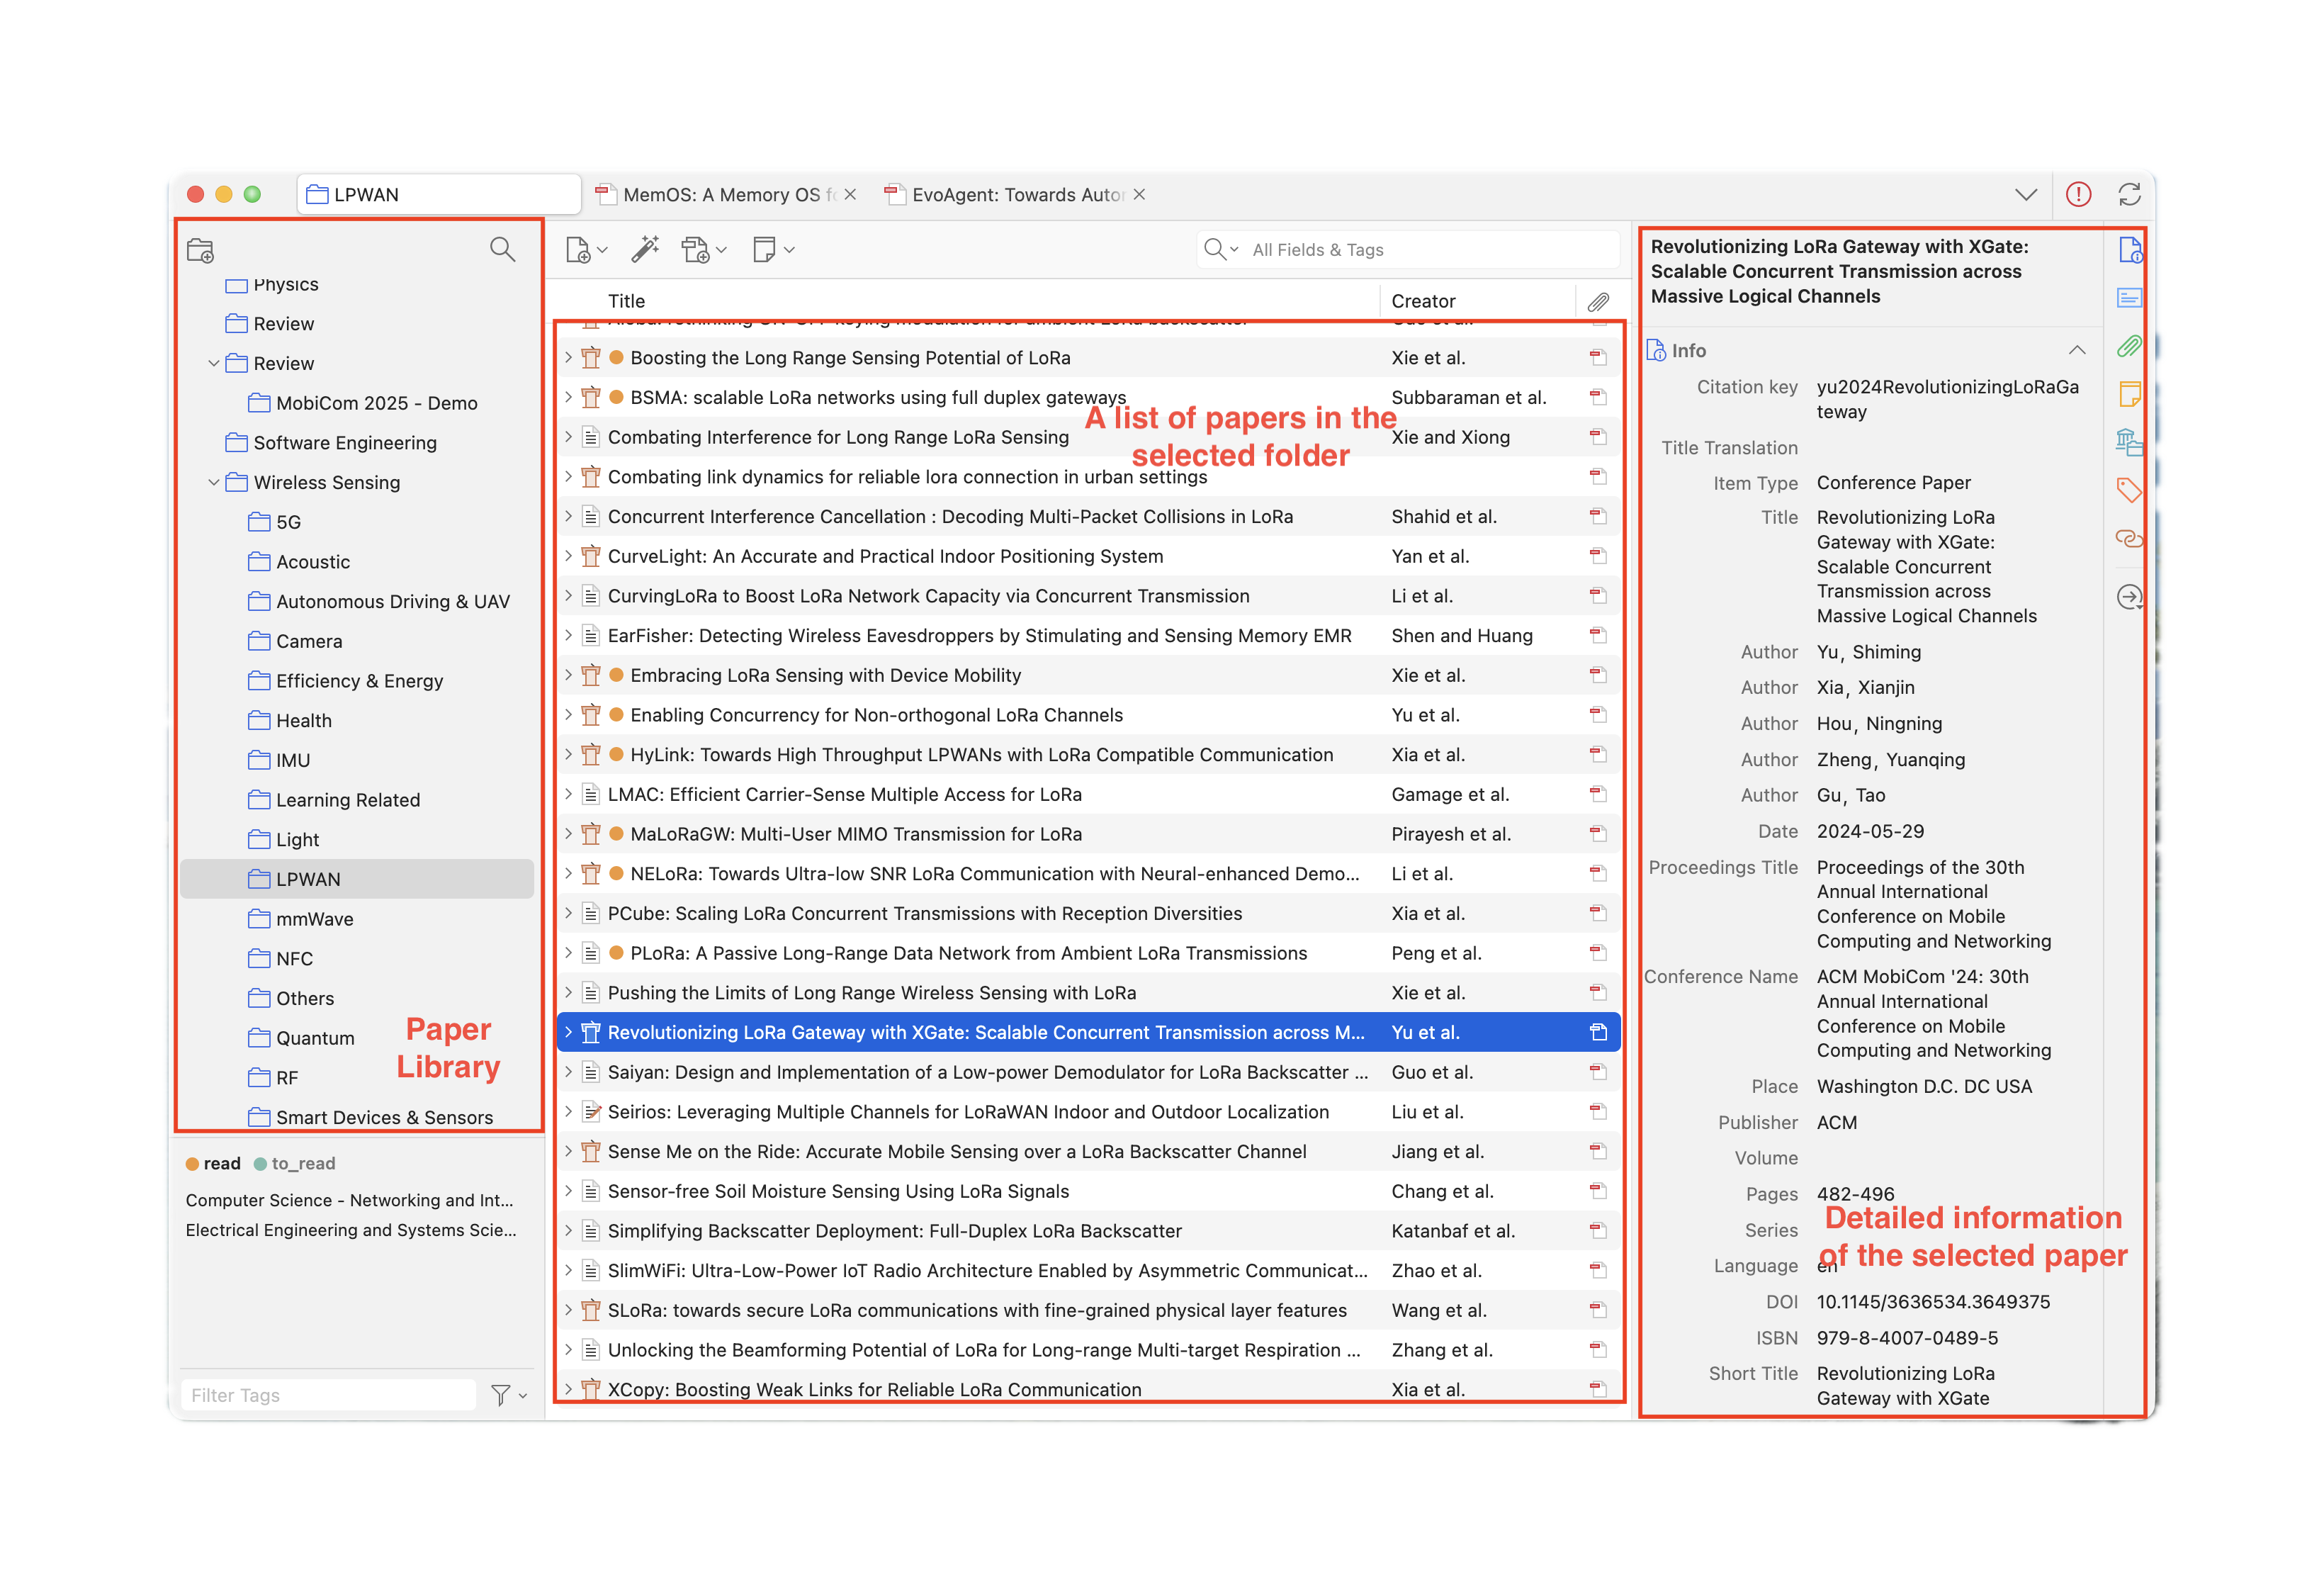 LPWAN
MemOS: A Memory OS fo
EvoAgent: Towards Autor
Physics
Review
Review
MobiCom 2025 - Demo
Software Engineering
Wireless Sensing
5G
Acoustic
Autonomous Driving & UAV
Camera
Efficiency & Energy
Health
IMU
Learning Related
Light
LPWAN
mmWave
NFC
Others
Quantum
RF
Smart Devices & Sensors
Paper
Library
read to_read
Computer Science - Networking and Int...
Electrical Engineering and Systems Scie...
Filter Tags
All Fields & Tags
Title Creator
Boosting the Long Range Sensing Potential of LoRa Xie et al.
BSMA: scalable LoRa networks using full duplex gateways Subbaraman et al.
Combating Interference for Long Range LoRa Sensing Xie and Xiong
Combating link dynamics for reliable lora connection in urban settings
Concurrent Interference Cancellation : Decoding Multi-Packet Collisions in LoRa Shahid et al.
CurveLight: An Accurate and Practical Indoor Positioning System Yan et al.
CurvingLoRa to Boost LoRa Network Capacity via Concurrent Transmission Li et al.
EarFisher: Detecting Wireless Eavesdroppers by Stimulating and Sensing Memory EMR Shen and Huang
Embracing LoRa Sensing with Device Mobility Xie et al.
Enabling Concurrency for Non-orthogonal LoRa Channels Yu et al.
HyLink: Towards High Throughput LPWANs with LoRa Compatible Communication Xia et al.
LMAC: Efficient Carrier-Sense Multiple Access for LoRa Gamage et al.
MaLoRaGW: Multi-User MIMO Transmission for LoRa Pirayesh et al.
NELoRa: Towards Ultra-low SNR LoRa Communication with Neural-enhanced Demo... Li et al.
PCube: Scaling LoRa Concurrent Transmissions with Reception Diversities Xia et al.
PLoRa: A Passive Long-Range Data Network from Ambient LoRa Transmissions Peng et al.
Pushing the Limits of Long Range Wireless Sensing with LoRa Xie et al.
Revolutionizing LoRa Gateway with XGate: Scalable Concurrent Transmission across M... Yu et al.
Saiyan: Design and Implementation of a Low-power Demodulator for LoRa Backscatter ... Guo et al.
Seirios: Leveraging Multiple Channels for LoRaWAN Indoor and Outdoor Localization Liu et al.
Sense Me on the Ride: Accurate Mobile Sensing over a LoRa Backscatter Channel Jiang et al.
Sensor-free Soil Moisture Sensing Using LoRa Signals Chang et al.
Simplifying Backscatter Deployment: Full-Duplex LoRa Backscatter Katanbaf et al.
SlimWiFi: Ultra-Low-Power IoT Radio Architecture Enabled by Asymmetric Communicat... Zhao et al.
SLoRa: towards secure LoRa communications with fine-grained physical layer features Wang et al.
Unlocking the Beamforming Potential of LoRa for Long-range Multi-target Respiration ... Zhang et al.
XCopy: Boosting Weak Links for Reliable LoRa Communication Xia et al.
A list of papers in the
selected folder
Revolutionizing LoRa Gateway with XGate:
Scalable Concurrent Transmission across
Massive Logical Channels
Info
Citation key yu2024RevolutionizingLoRaGa
teway
Title Translation
Item Type Conference Paper
Title Revolutionizing LoRa
Gateway with XGate:
Scalable Concurrent
Transmission across
Massive Logical Channels
Author Yu, Shiming
Author Xia, Xianjin
Author Hou, Ningning
Author Zheng, Yuanqing
Author Gu, Tao
Date 2024-05-29
Proceedings Title Proceedings of the 30th
Annual International
Conference on Mobile
Computing and Networking
Conference Name ACM MobiCom '24: 30th
Annual International
Conference on Mobile
Computing and Networking
Place Washington D.C. DC USA
Publisher ACM
Volume
Pages 482-496
Series
Language en
DOI 10.1145/3636534.3649375
ISBN 979-8-4007-0489-5
Short Title Revolutionizing LoRa
Gateway with XGate
Detailed information
of the selected paper